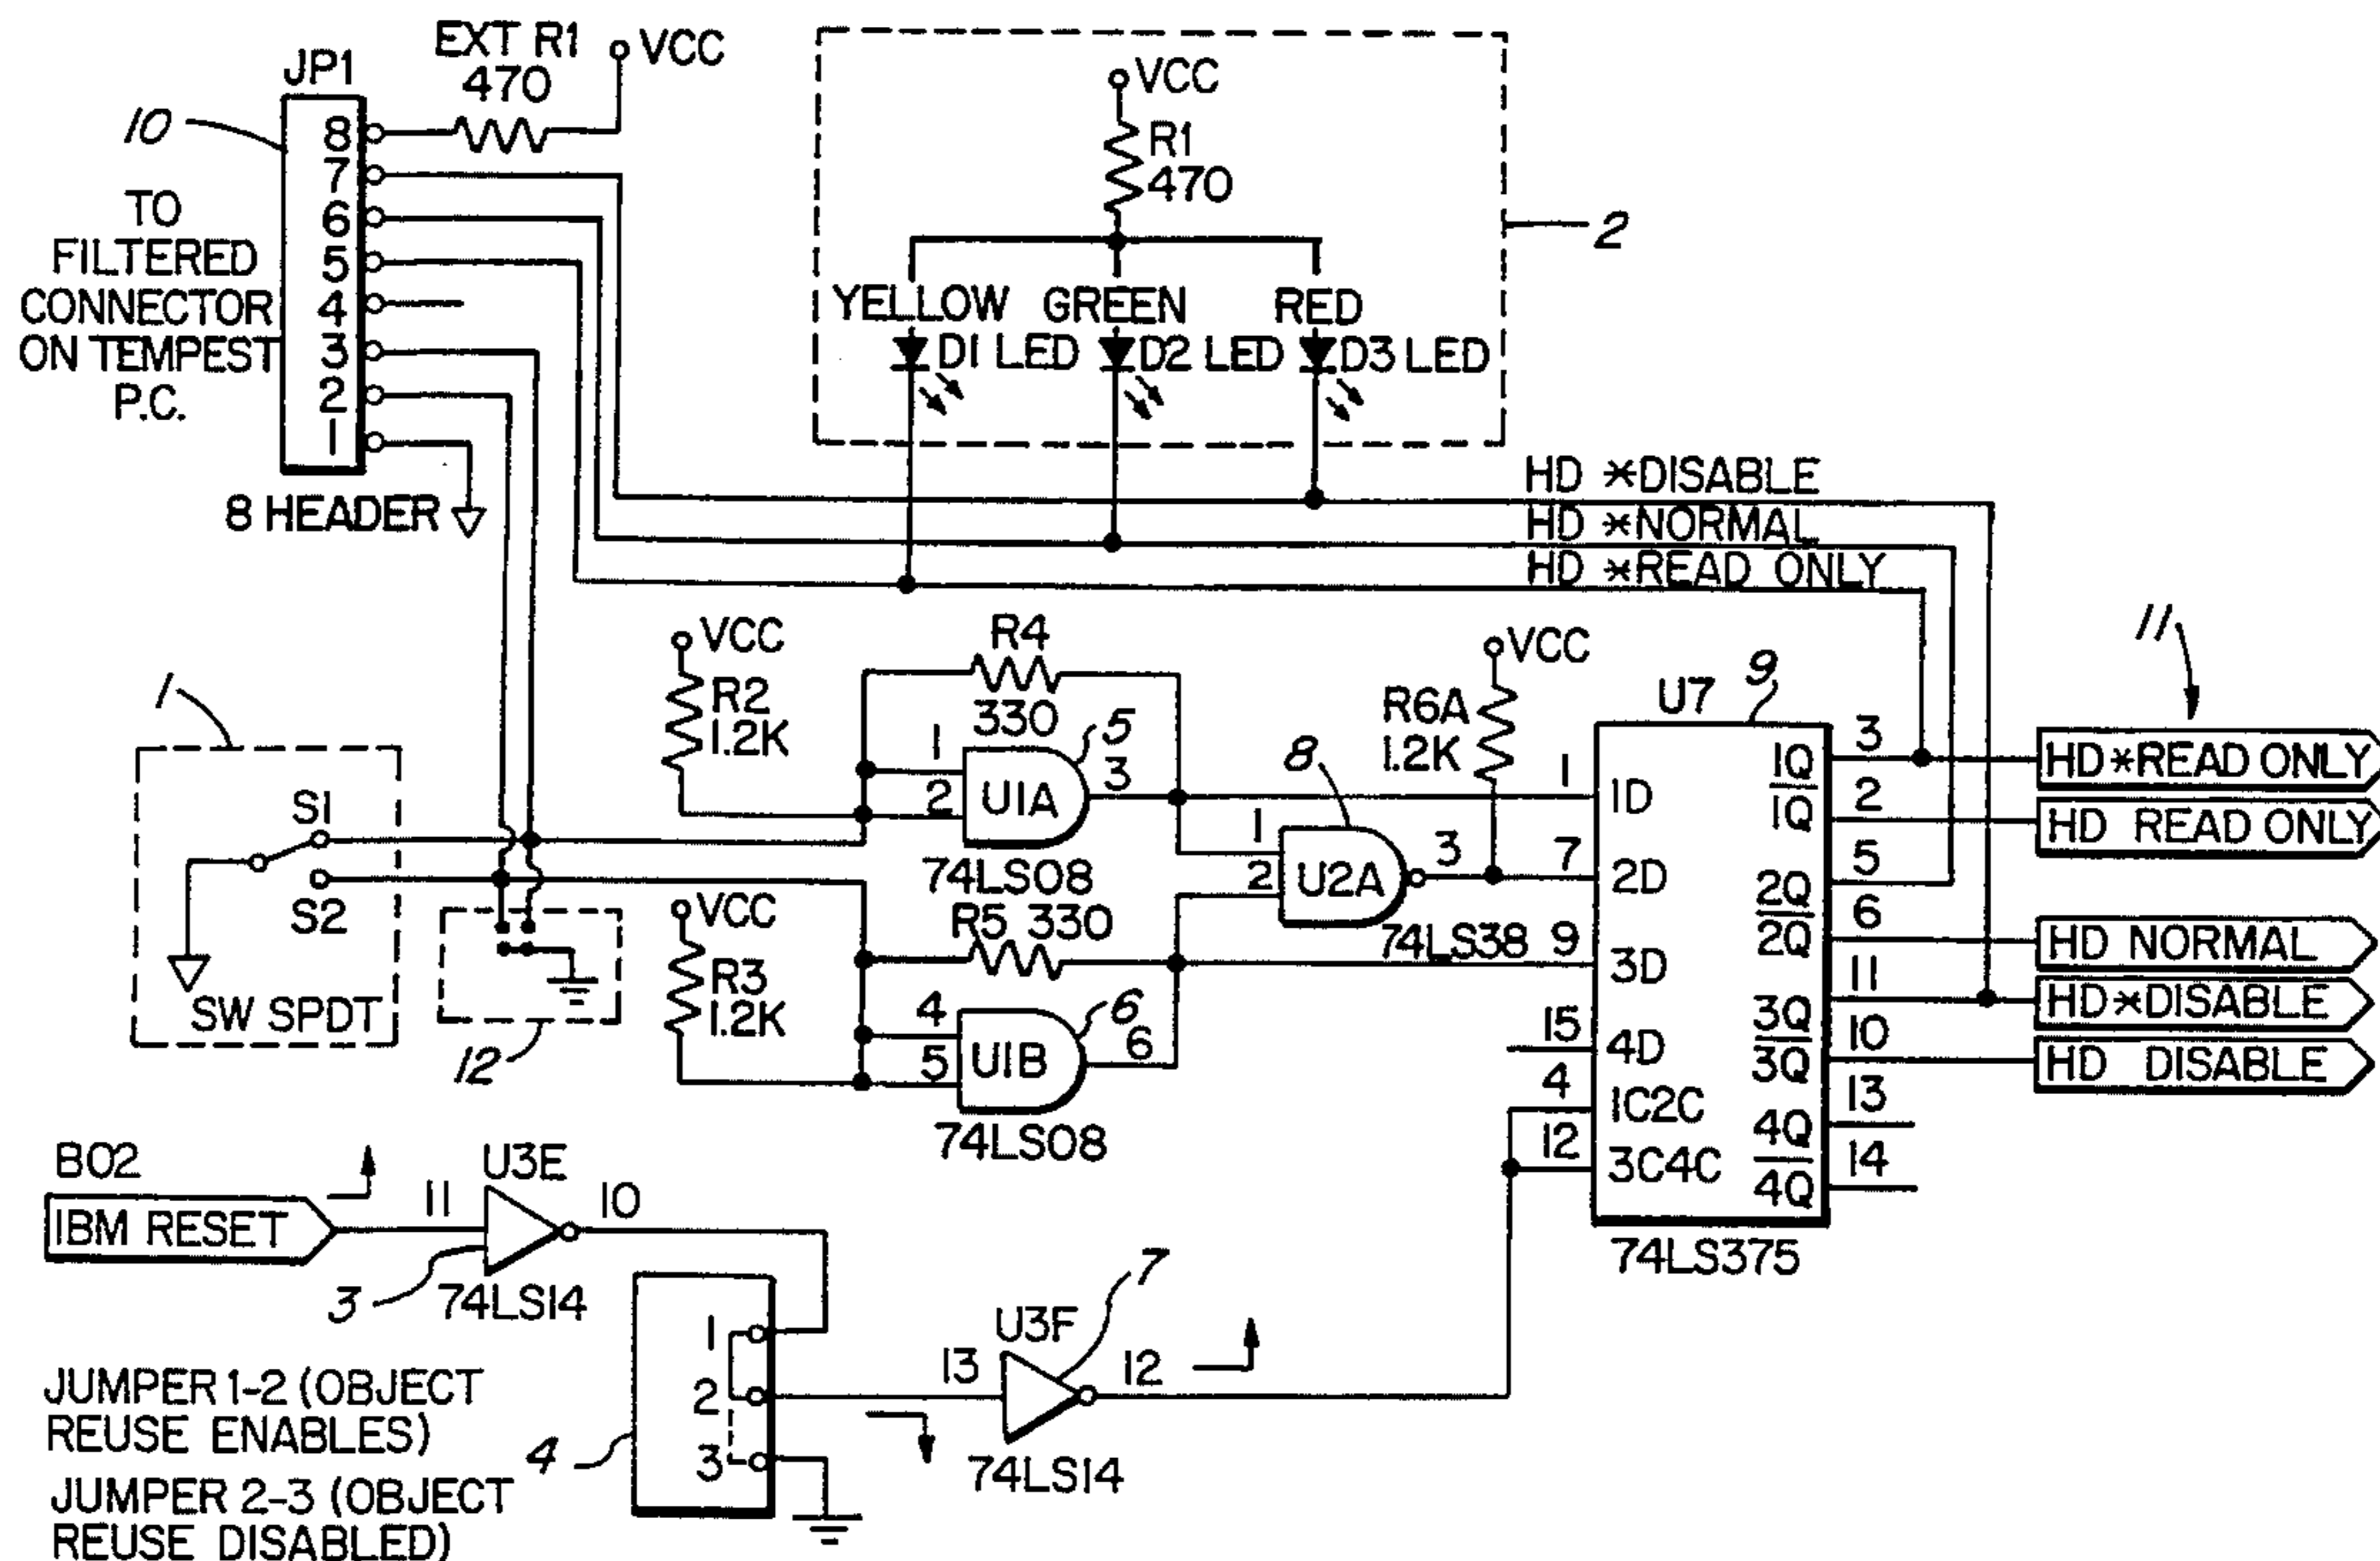 JP1
EXT R1
470
VCC
10
8
7
6
5
4
3
2
1
TO
FILTERED
CONNECTOR
ON TEMPEST
P.C.
8 HEADER
VCC
R1
470
2
YELLOW
GREEN
RED
D1 LED
D2 LED
D3 LED
HD *DISABLE
HD *NORMAL
HD *READ ONLY
1
S1
S2
SW SPDT
12
VCC
R2
1.2K
R4
330
5
1
2
U1A
3
74LS08
VCC
R3
1.2K
R5 330
6
4
5
U1B
6
74LS08
8
1
2
U2A
3
74LS38
VCC
R6A
1.2K
U7
9
1
1D
7
2D
9
3D
15
4D
4
1C2C
12
3C4C
1Q
3
1Q
2
2Q
5
2Q
6
3Q
11
3Q
10
4Q
13
4Q
14
74LS375
11
HD *READ ONLY
HD READ ONLY
HD NORMAL
HD *DISABLE
HD DISABLE
B02
IBM RESET
11
U3E
10
3
74LS14
4
1
2
3
13
U3F
12
7
74LS14
JUMPER 1-2 (OBJECT
REUSE ENABLES)
JUMPER 2-3 (OBJECT
REUSE DISABLED)